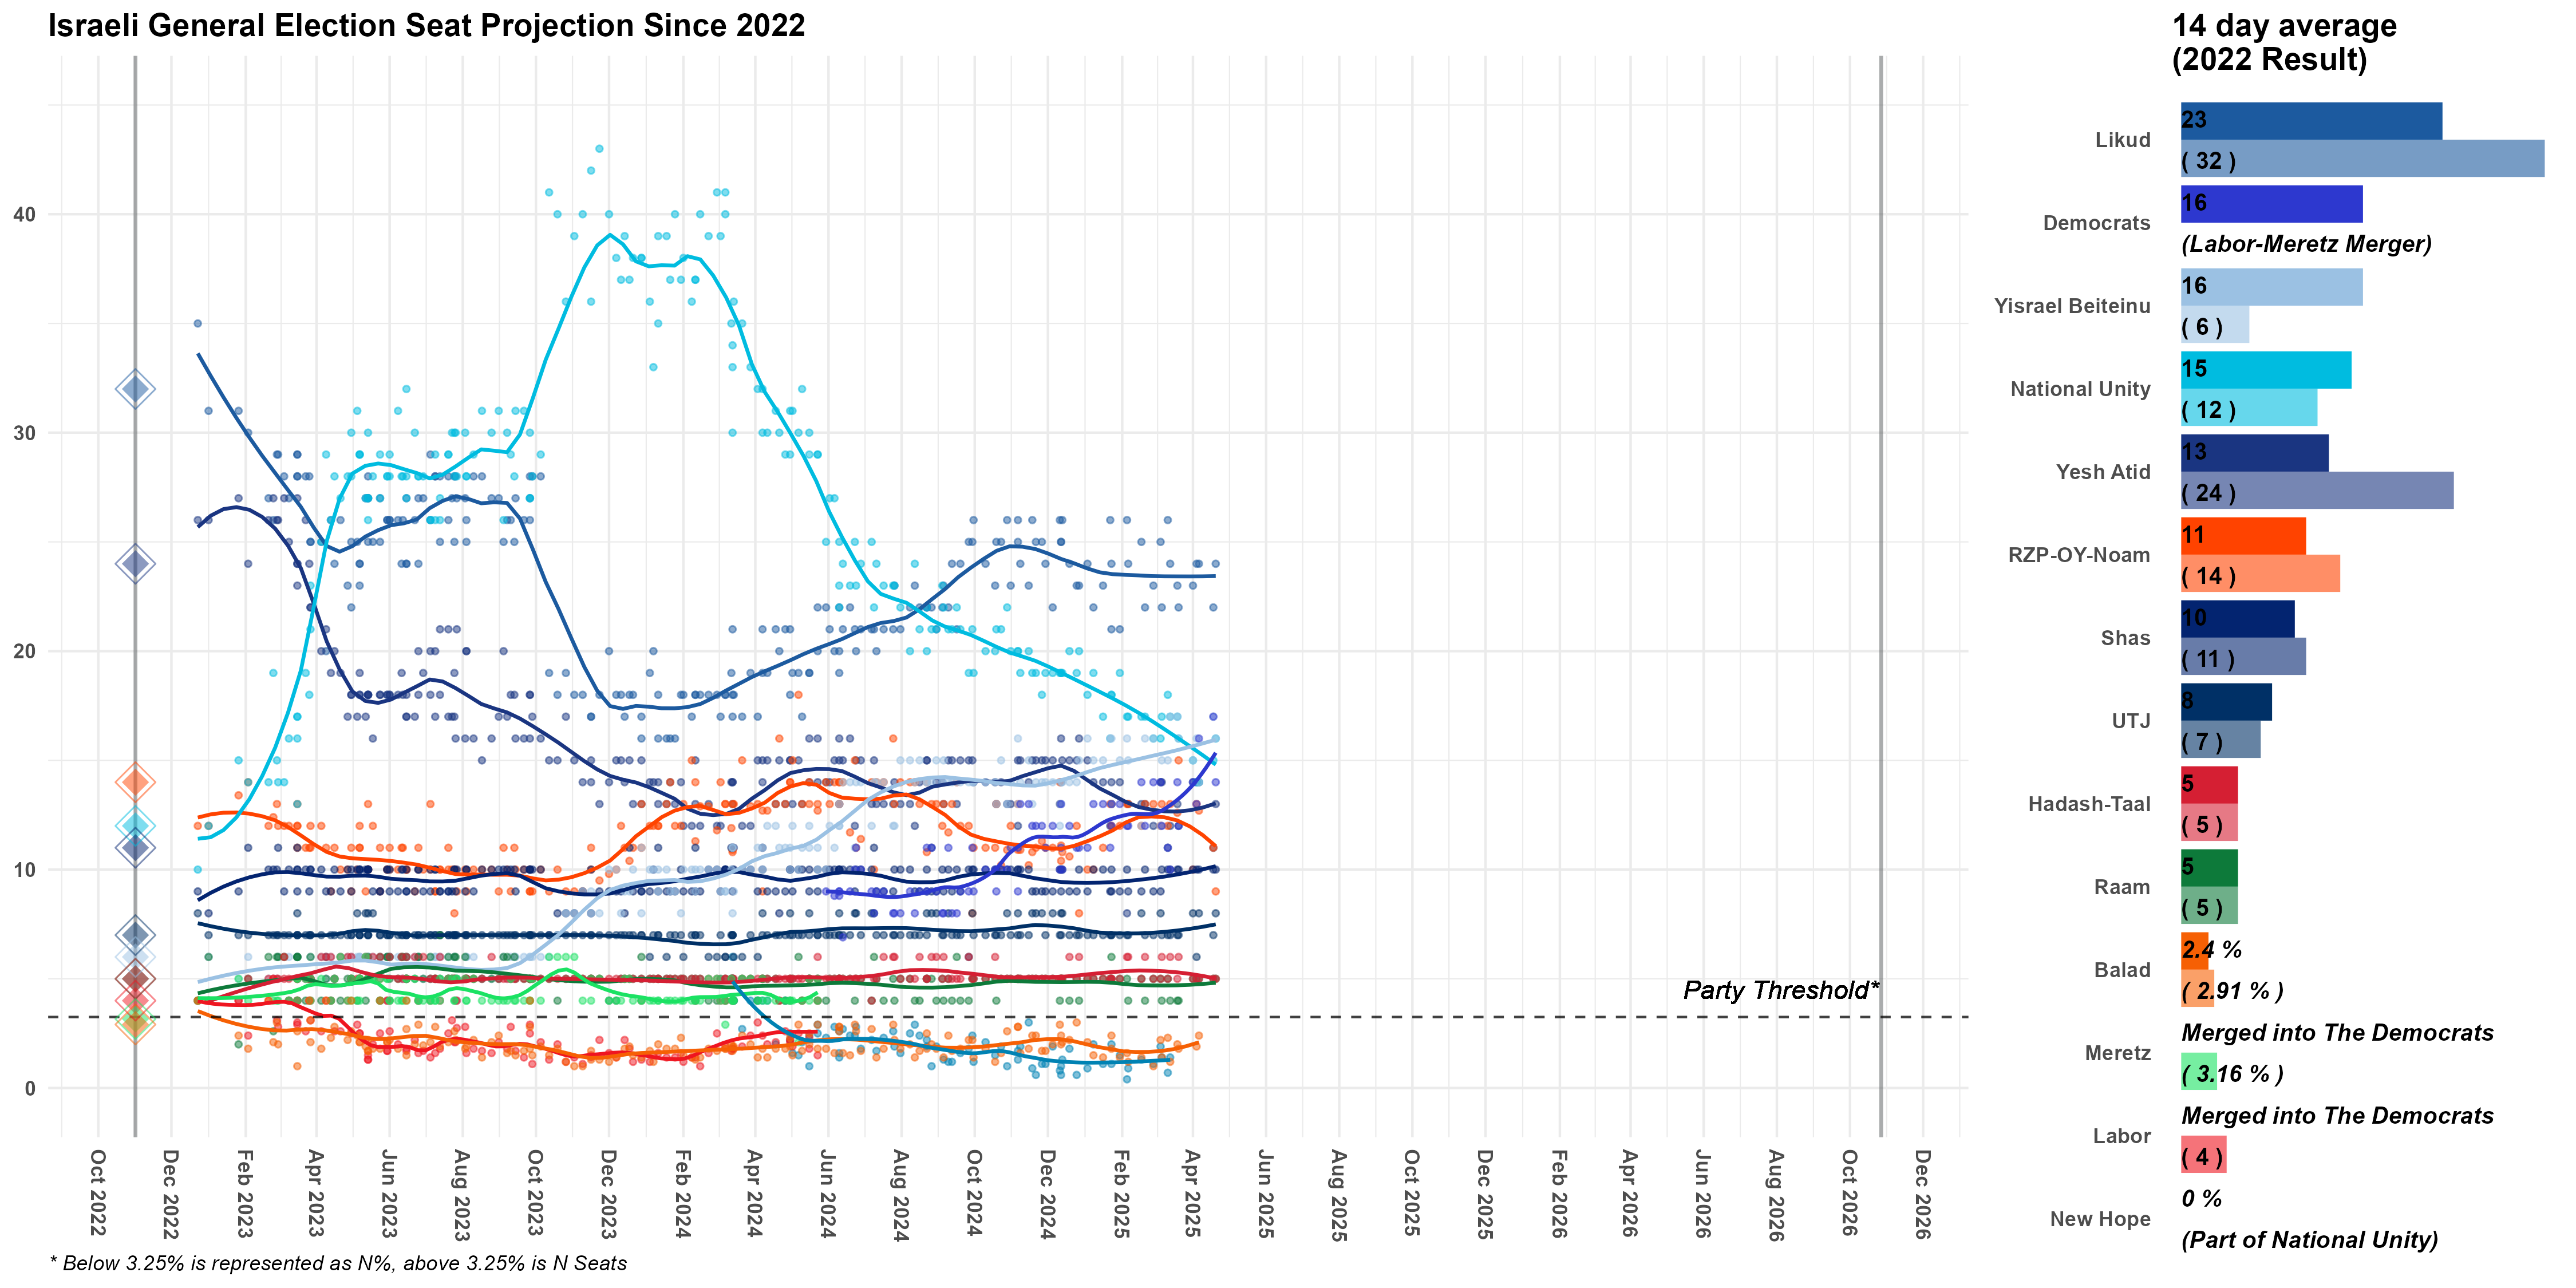 Israeli General Election Seat Projection Since 2022
14 day average
(2022 Result)
40
30
20
10
0
Party Threshold*
Oct 2022
Dec 2022
Feb 2023
Apr 2023
Jun 2023
Aug 2023
Oct 2023
Dec 2023
Feb 2024
Apr 2024
Jun 2024
Aug 2024
Oct 2024
Dec 2024
Feb 2025
Apr 2025
Jun 2025
Aug 2025
Oct 2025
Dec 2025
Feb 2026
Apr 2026
Jun 2026
Aug 2026
Oct 2026
Dec 2026
* Below 3.25% is represented as N%, above 3.25% is N Seats
Likud
23
( 32 )
Democrats
16
(Labor-Meretz Merger)
Yisrael Beiteinu
16
( 6 )
National Unity
15
( 12 )
Yesh Atid
13
( 24 )
RZP-OY-Noam
11
( 14 )
Shas
10
( 11 )
UTJ
8
( 7 )
Hadash-Taal
5
( 5 )
Raam
5
( 5 )
Balad
2.4 %
( 2.91 % )
Meretz
Merged into The Democrats
( 3.16 % )
Labor
Merged into The Democrats
( 4 )
New Hope
0 %
(Part of National Unity)